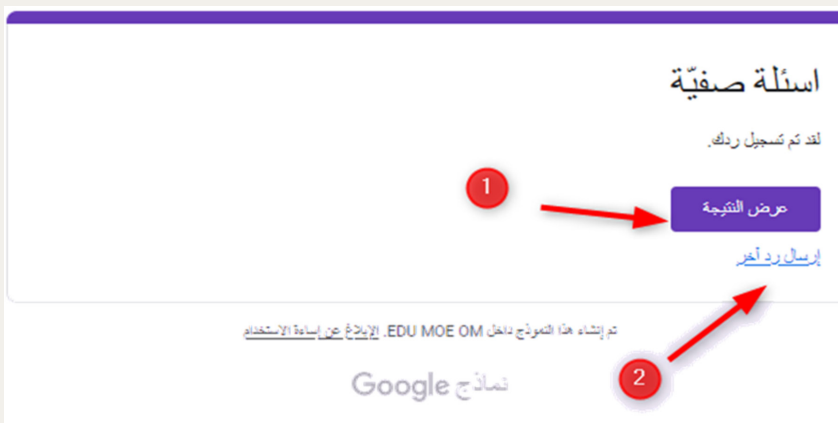 اسئلة صفيّة
لقد تم تسجيل ردك.
1
عرض النتيجة
إرسال رد آخر
تم إنشاء هذا النموذج داخل EDU MOE OM. الإبلاغ عن إساءة الاستخدام
2
نماذج Google